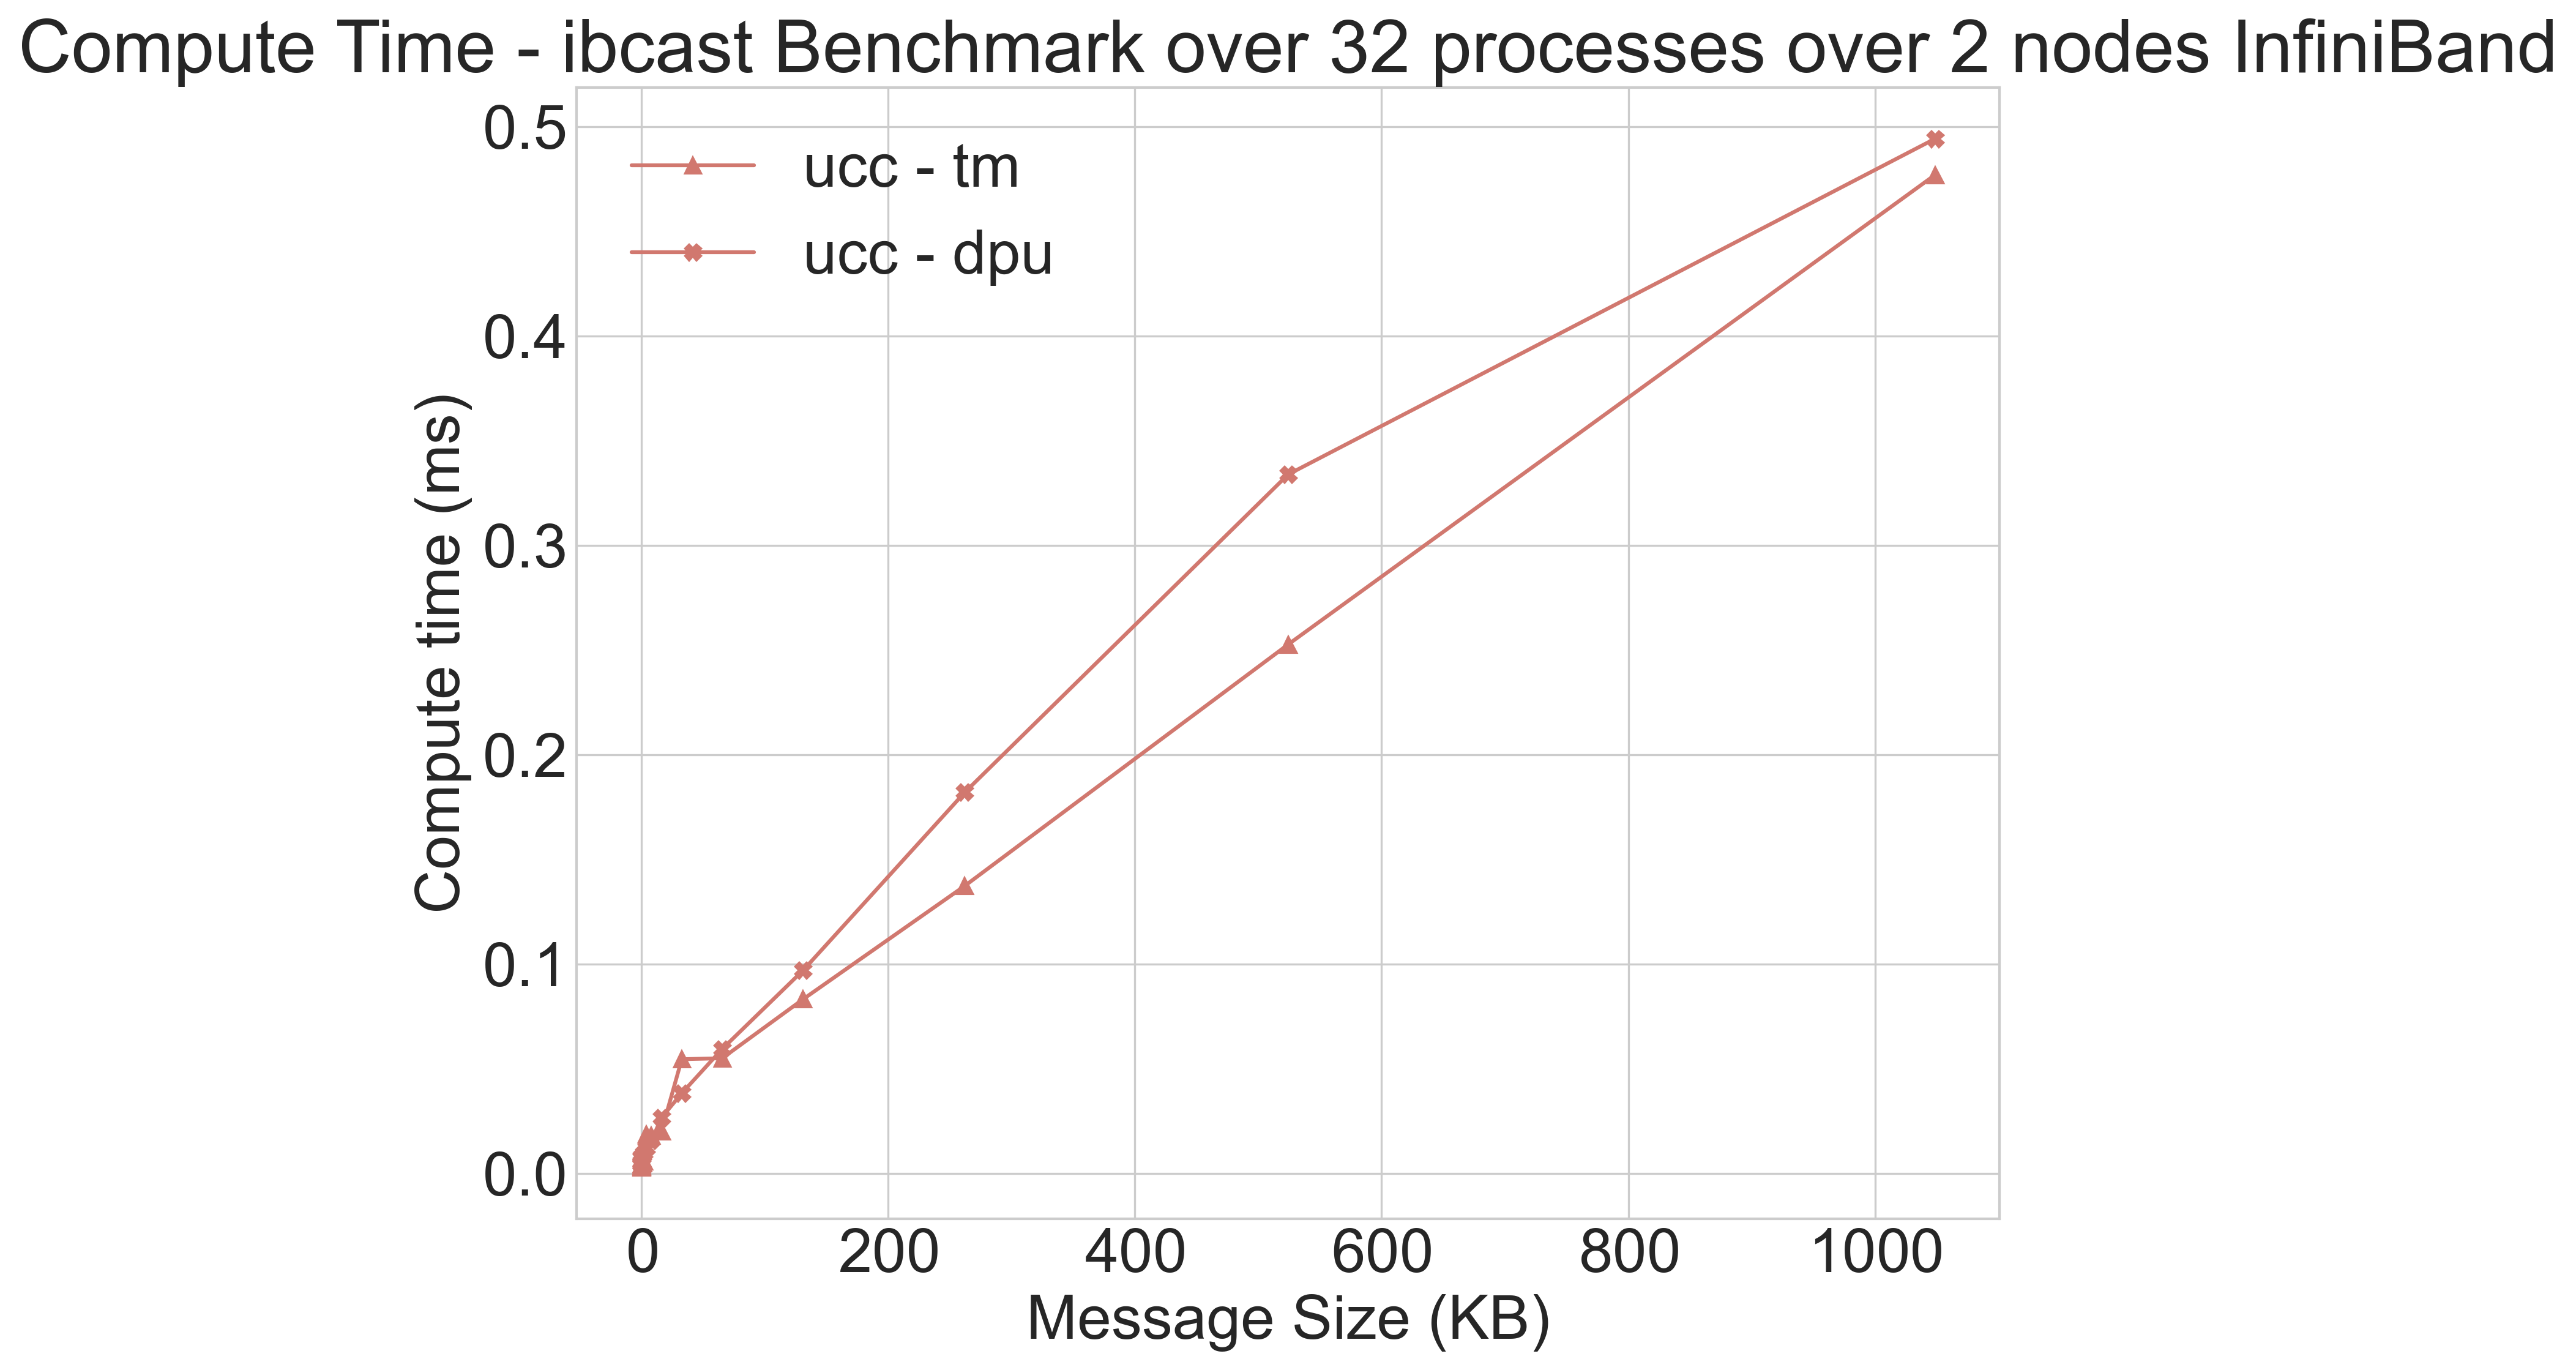 Compute Time - ibcast Benchmark over 32 processes over 2 nodes InfiniBand
ucc - tm
ucc - dpu
Compute time (ms)
0.5
0.4
0.3
0.2
0.1
0.0
0 200 400 600 800 1000
Message Size (KB)